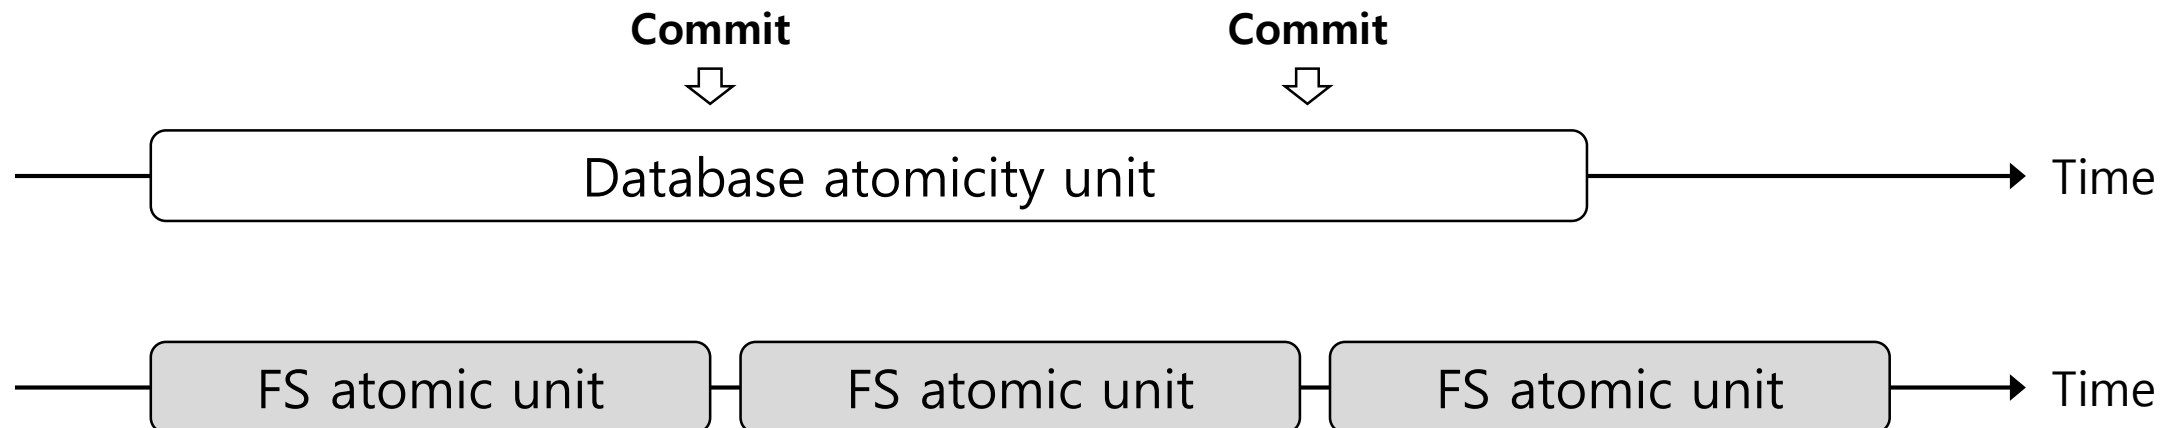 Commit Commit
Database atomicity unit Time
FS atomic unit FS atomic unit FS atomic unit Time